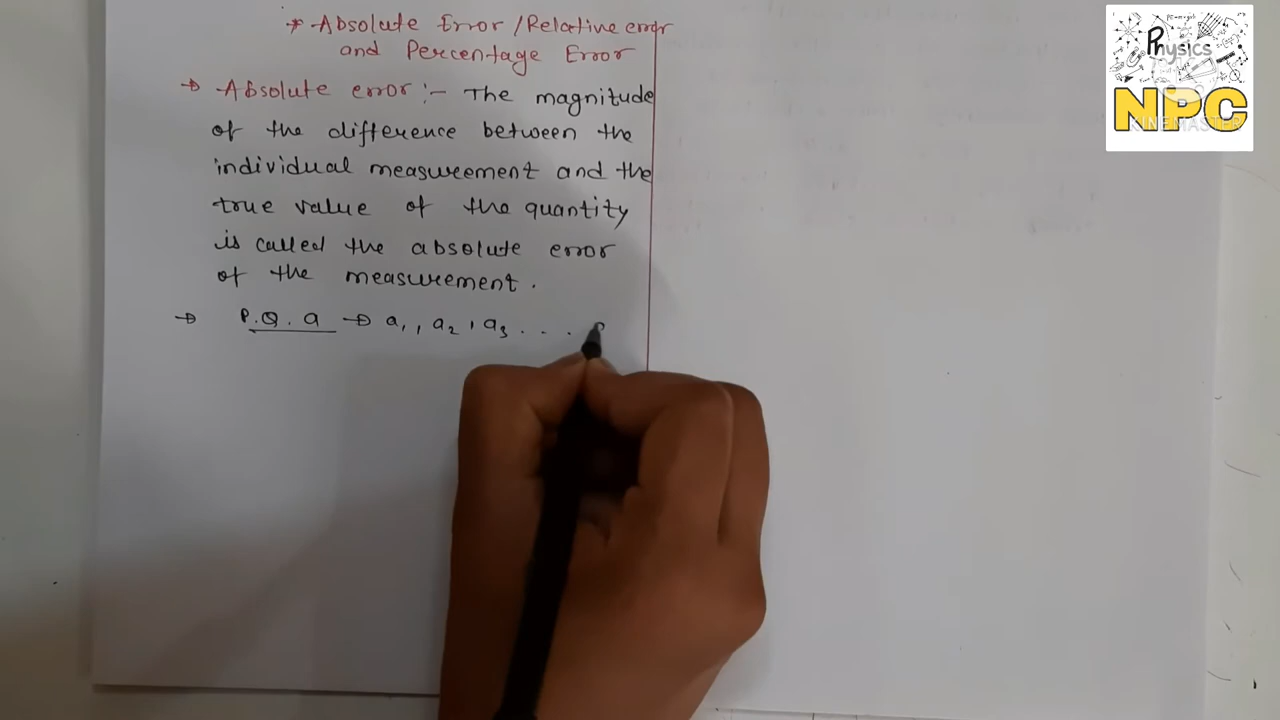 * Absolute Error / Relative error
and Percentage Error
→ Absolute error :- The magnitude
of the difference between the
individual measurement and the
true value of the quantity
is called the absolute error
of the measurement.
→ P.Q. a → a₁, a₂, a₃ . . . .
Physics
NPC
KINEMASTER